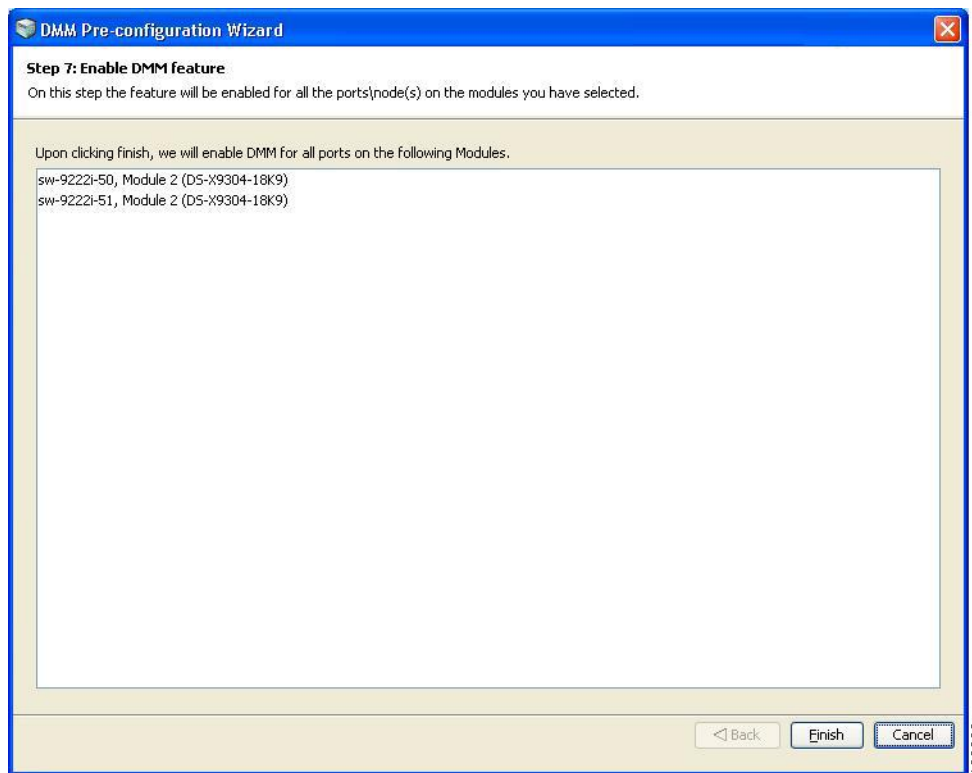 DMM Pre-configuration Wizard
Step 7: Enable DMM feature
On this step the feature will be enabled for all the ports\node(s) on the modules you have selected.
Upon clicking finish, we will enable DMM for all ports on the following Modules.
sw-9222i-50, Module 2 (DS-X9304-18K9)
sw-9222i-51, Module 2 (DS-X9304-18K9)
Back
Finish
Cancel